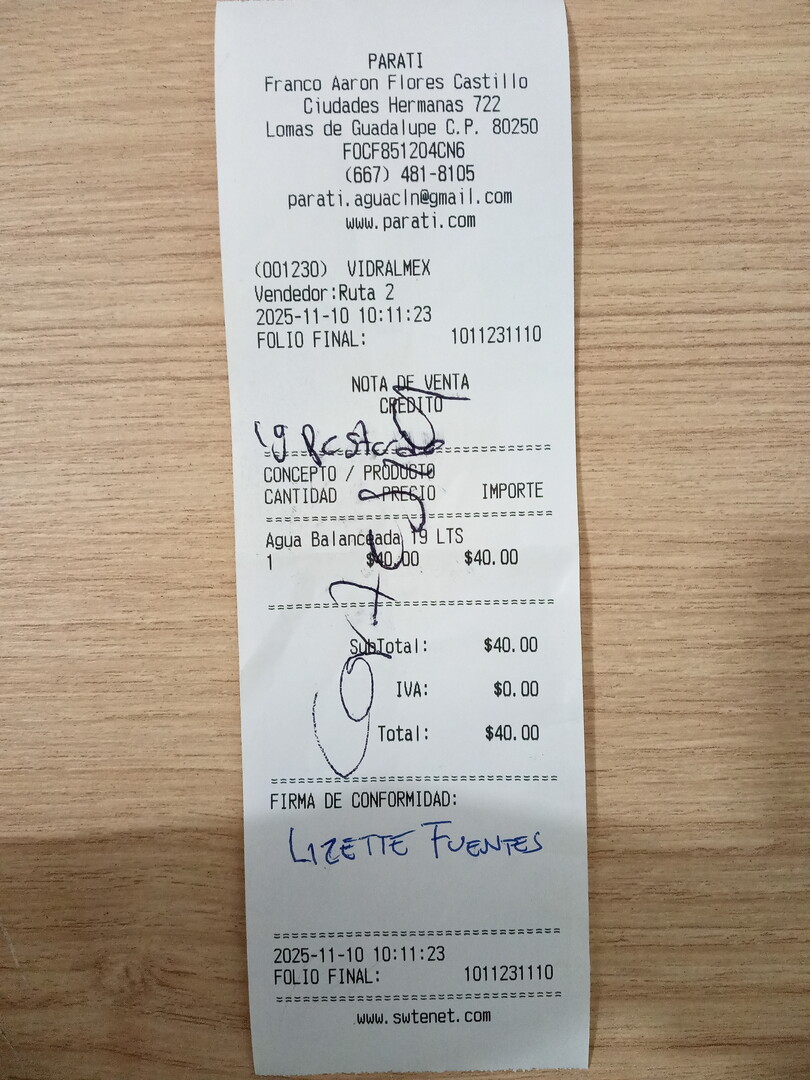 PARATI
Franco Aaron Flores Castillo
Ciudades Hermanas 722
Lomas de Guadalupe C.P. 80250
FOCF851204CN6
(667) 481-8105
parati.aguacln@gmail.com
www.parati.com
(001230) VIDRALMEX
Vendedor:Ruta 2
2025-11-10 10:11:23
FOLIO FINAL: 1011231110
NOTA DE VENTA
CREDITO
CONCEPTO / PRODUCTO
CANTIDAD PRECIO IMPORTE
Agua Balanceada 19 LTS
1 $40.00 $40.00
SubTotal: $40.00
IVA: $0.00
Total: $40.00
FIRMA DE CONFORMIDAD:
LIZETTE FUENTES
2025-11-10 10:11:23
FOLIO FINAL: 1011231110
www.swtenet.com